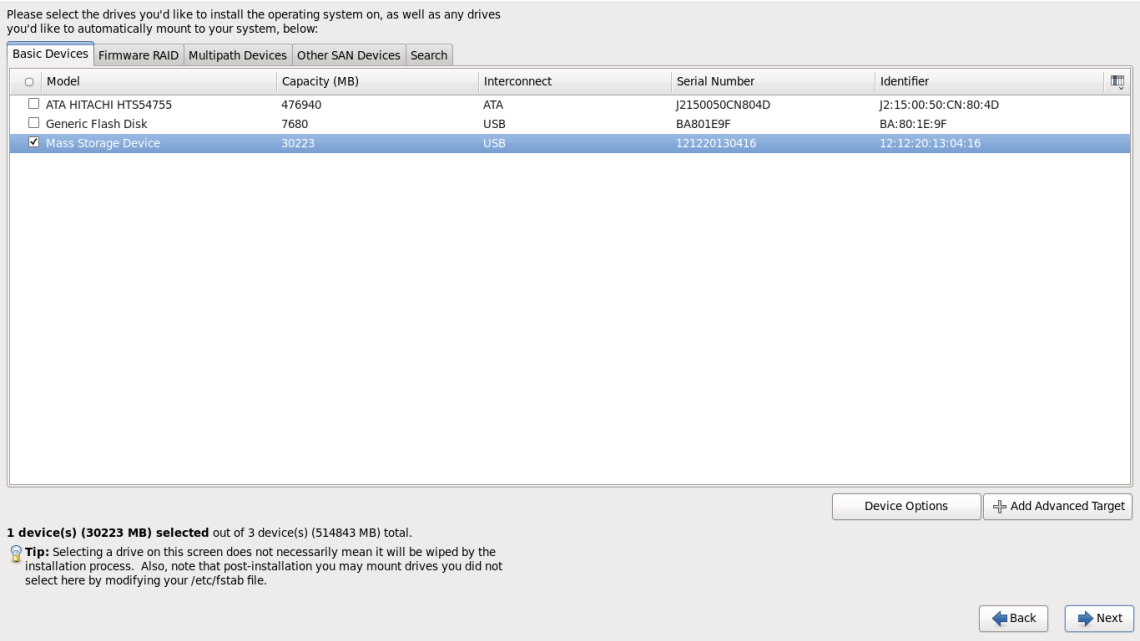 Please select the drives you'd like to install the operating system on, as well as any drives
you'd like to automatically mount to your system, below:
Basic Devices Firmware RAID Multipath Devices Other SAN Devices Search
Model Capacity (MB) Interconnect Serial Number Identifier
ATA HITACHI HTS54755 476940 ATA J2150050CN804D J2:15:00:50:CN:80:4D
Generic Flash Disk 7680 USB BA801E9F BA:80:1E:9F
Mass Storage Device 30223 USB 121220130416 12:12:20:13:04:16
Device Options Add Advanced Target
1 device(s) (30223 MB) selected out of 3 device(s) (514843 MB) total.
Tip: Selecting a drive on this screen does not necessarily mean it will be wiped by the
installation process.  Also, note that post-installation you may mount drives you did not
select here by modifying your /etc/fstab file.
Back Next